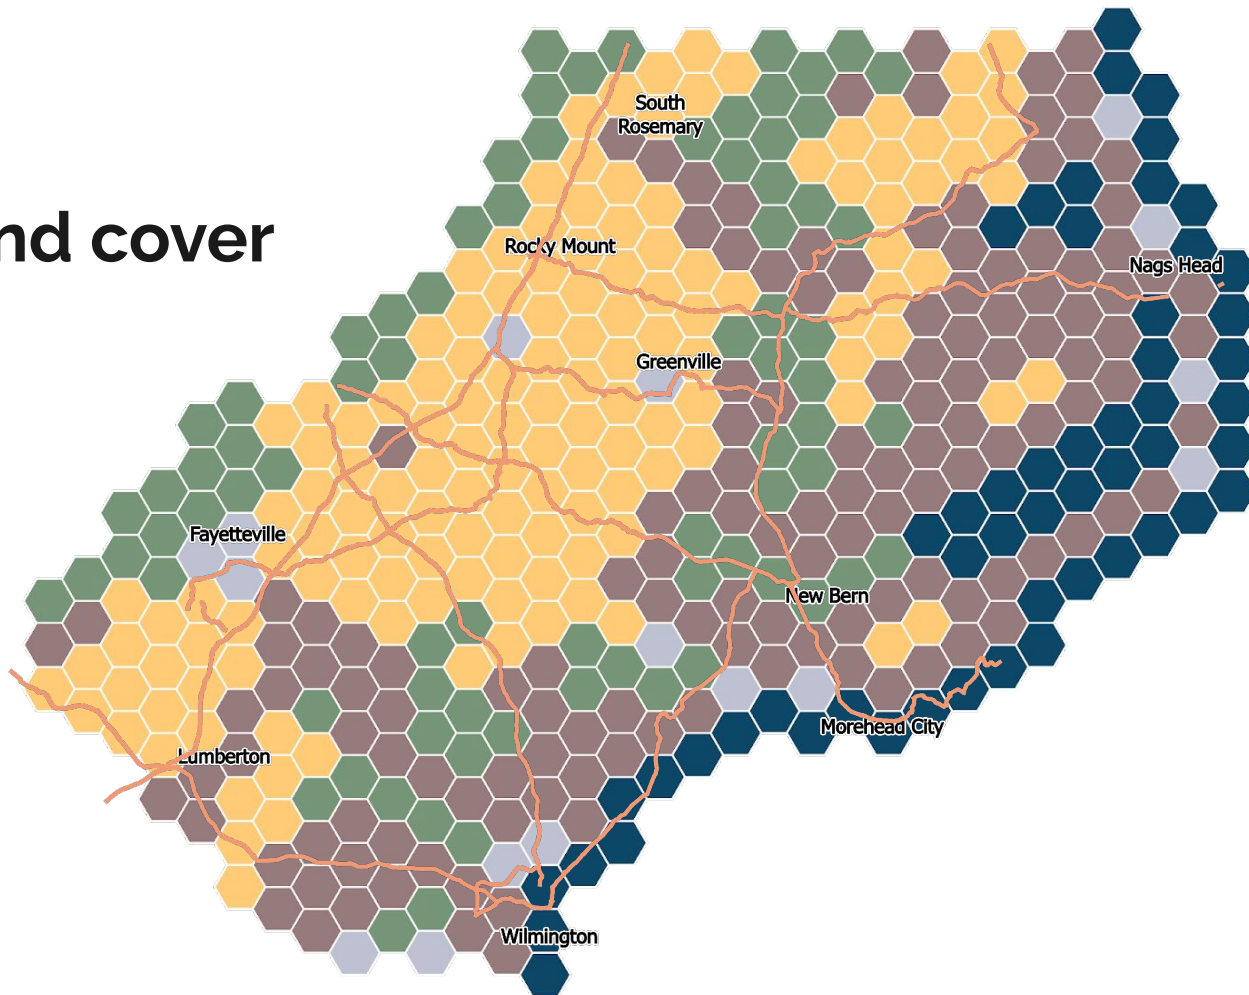 nd cover
South
Rosemary
Rocky Mount
Nags Head
Greenville
Fayetteville
New Bern
Morehead City
Lumberton
Wilmington